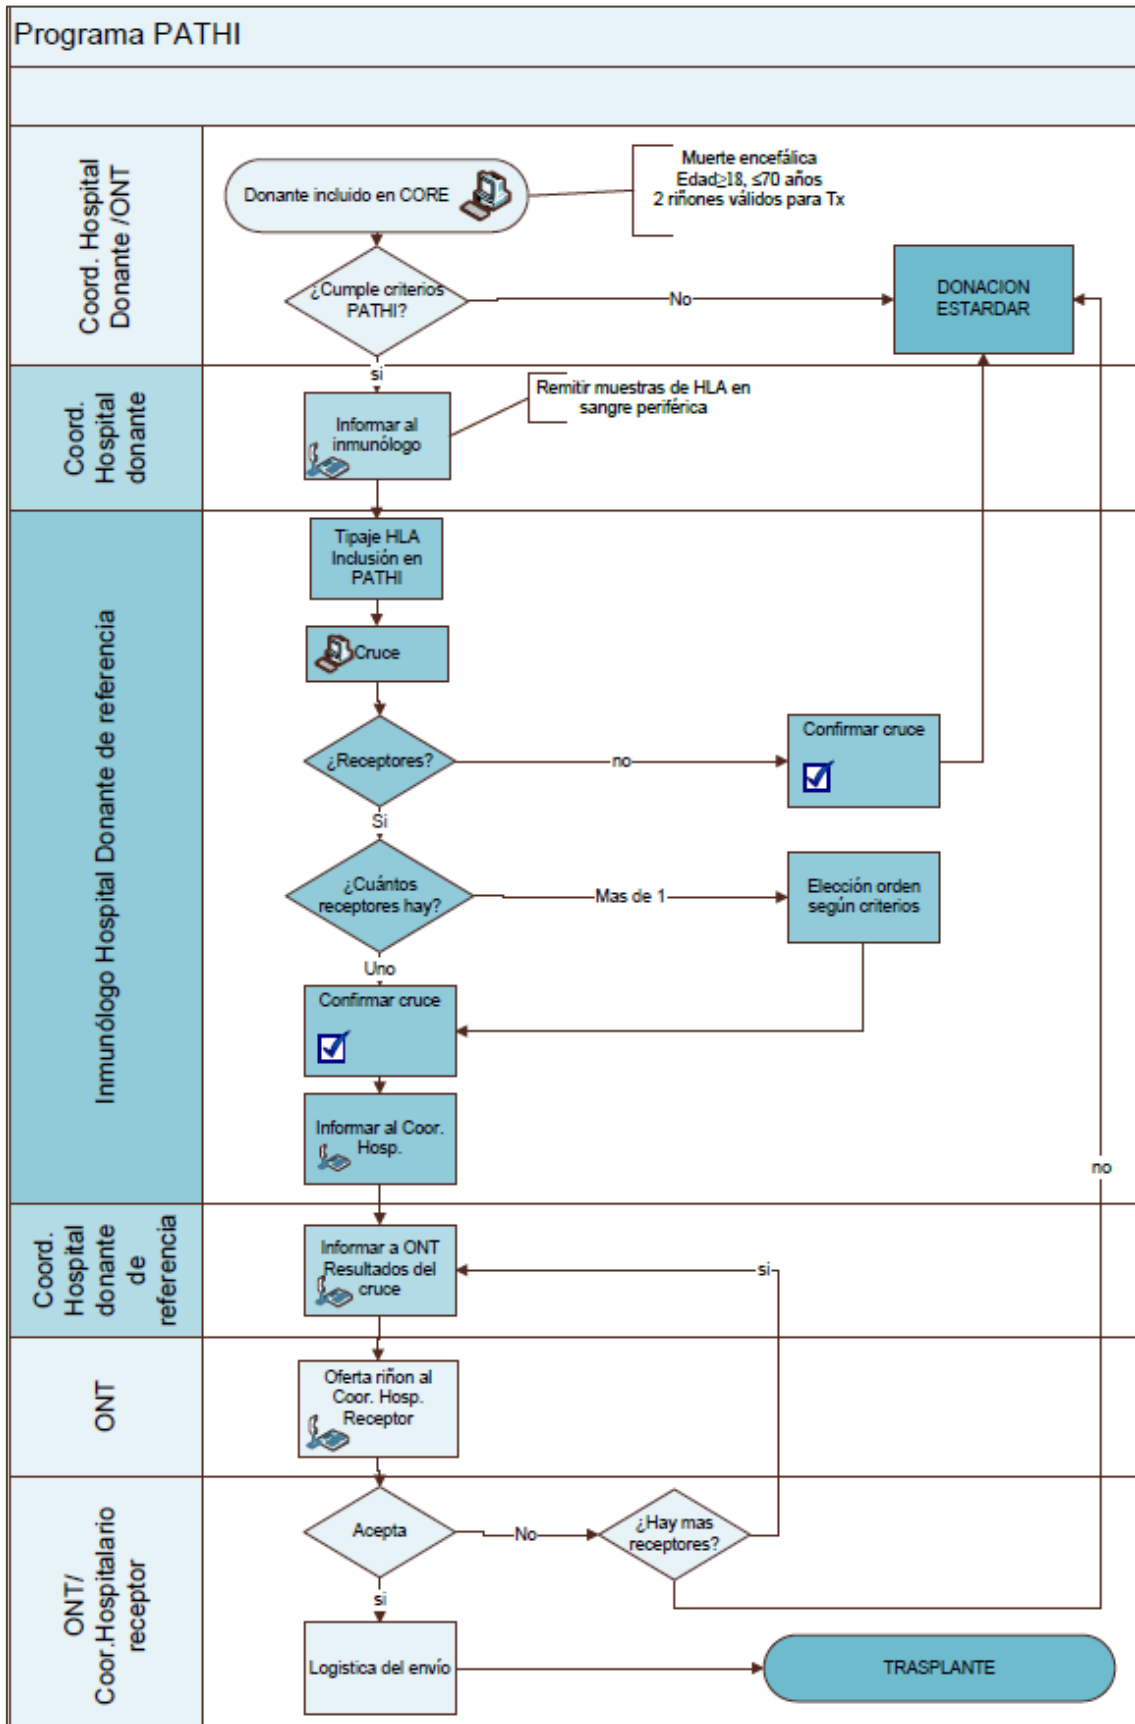 Programa PATHI
Coord. Hospital
Donante /ONT
Donante incluido en CORE
Muerte encefálica
Edad≥18, ≤70 años
2 riñones válidos para Tx
¿Cumple criterios
PATHI?
No
DONACION
ESTARDAR
si
Coord.
Hospital
donante
Informar al
inmunólogo
Remitir muestras de HLA en
sangre periférica
Inmunólogo Hospital Donante de referencia
Tipaje HLA
Inclusión en
PATHI
Cruce
¿Receptores?
no
Confirmar cruce
Si
¿Cuántos
receptores hay?
Mas de 1
Elección orden
según criterios
Uno
Confirmar cruce
Informar al Coor.
Hosp.
no
Coord.
Hospital
donante
de
referencia
Informar a ONT
Resultados del
cruce
si
ONT
Oferta riñon al
Coor. Hosp.
Receptor
ONT/
Coor.Hospitalario
receptor
Acepta
No
¿Hay mas
receptores?
si
Logistica del envío
TRASPLANTE